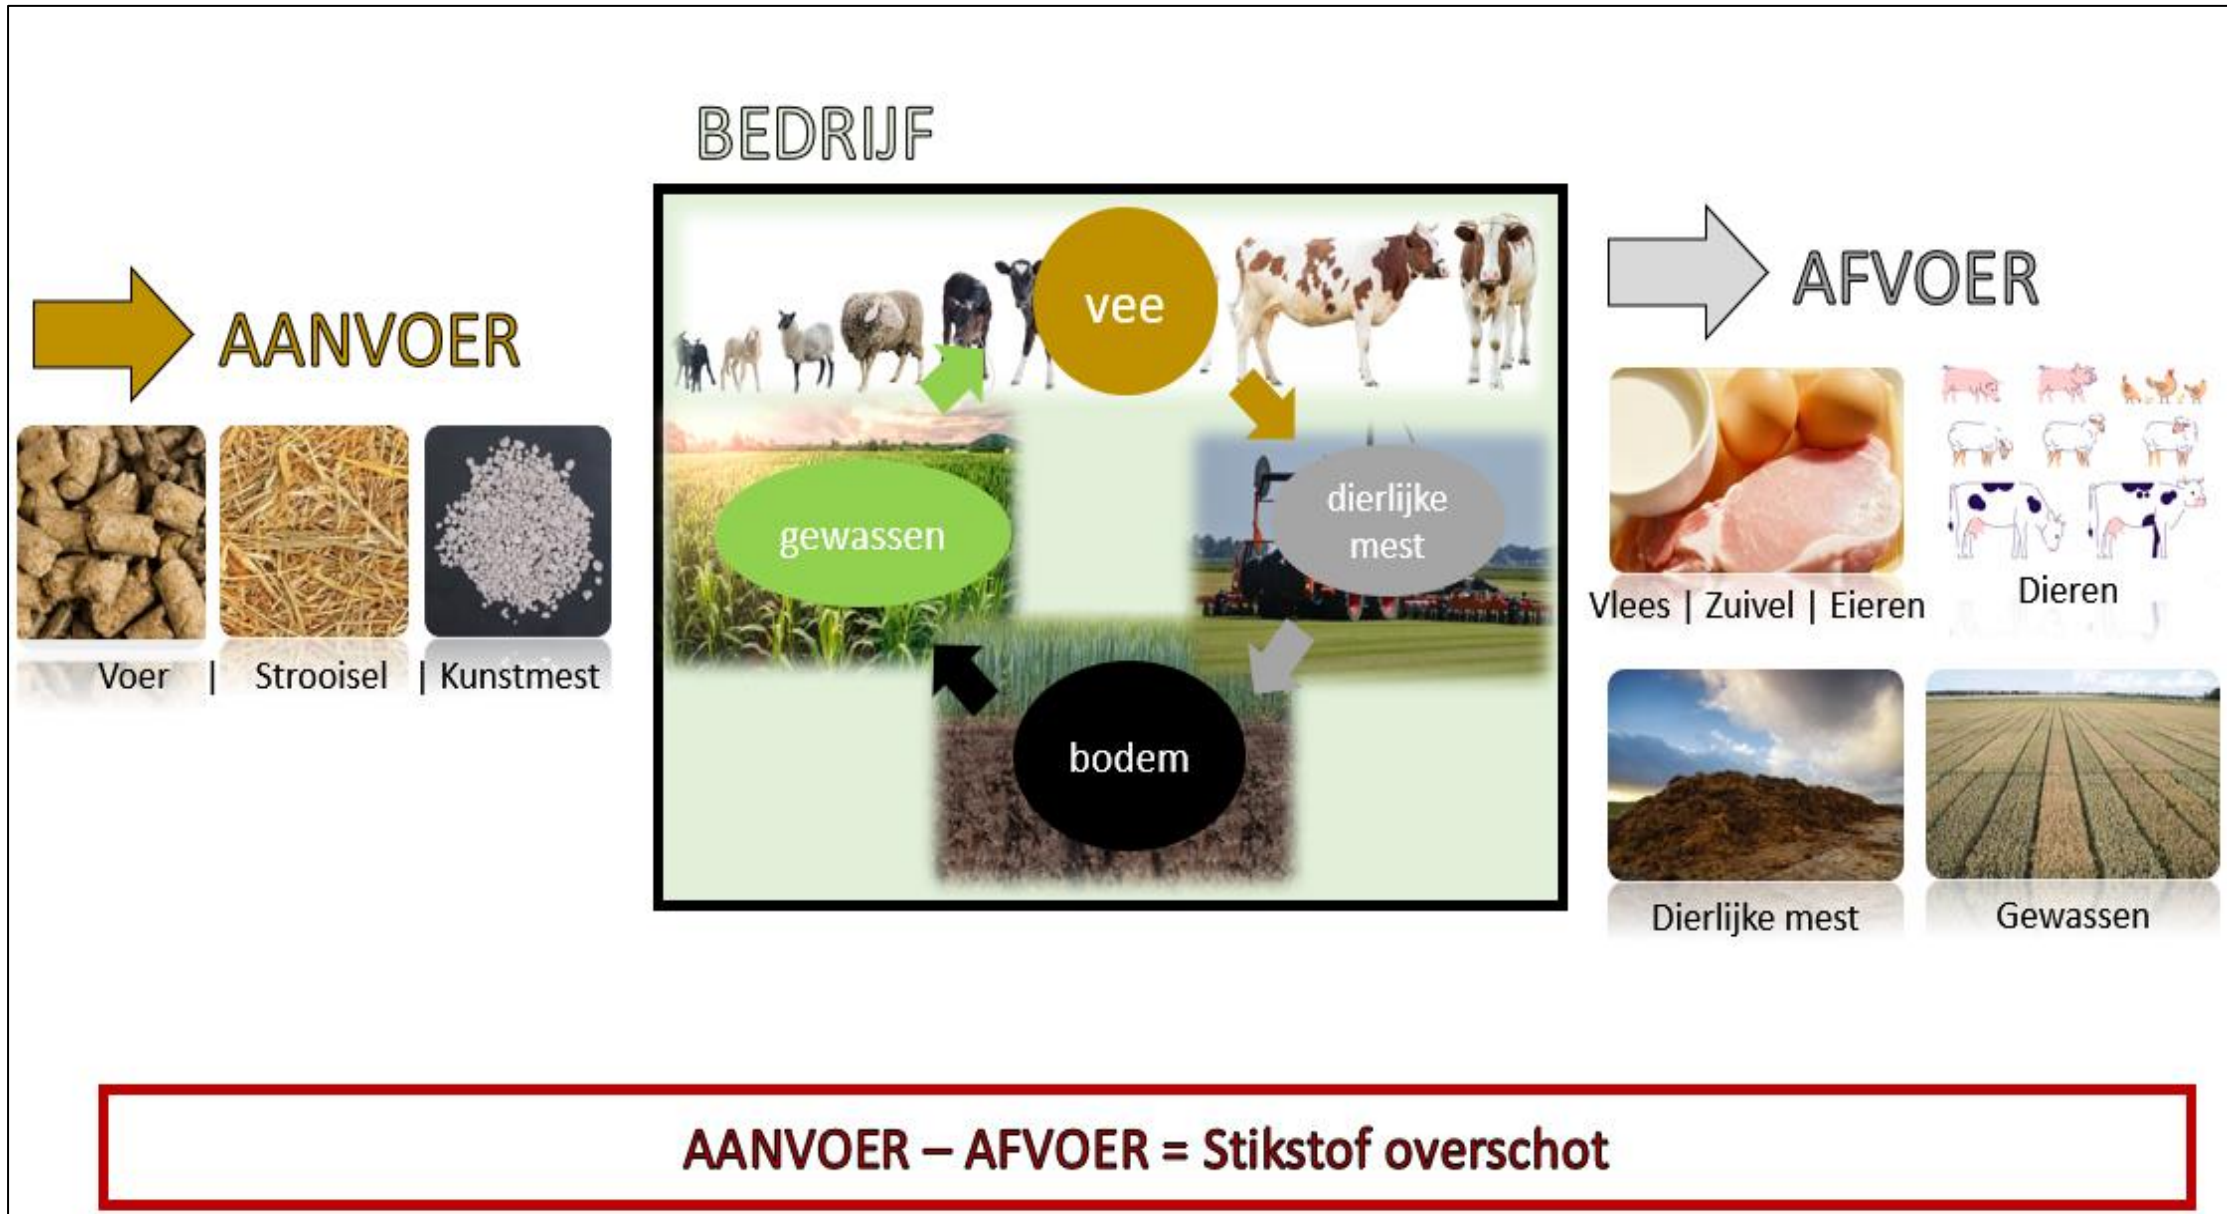 BEDRIJF
AANVOER
Voer | Strooisel | Kunstmest
vee
gewassen
dierlijke
mest
bodem
AFVOER
Vlees | Zuivel | Eieren
Dieren
Dierlijke mest
Gewassen
AANVOER – AFVOER = Stikstof overschot